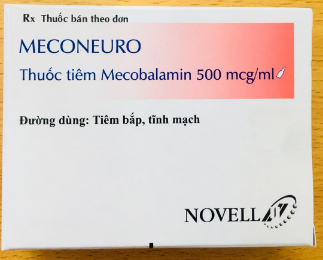 Rx Thuốc bán theo đơn
MECONEURO
Thuốc tiêm Mecobalamin 500 mcg/ml
Đường dùng: Tiêm bắp, tĩnh mạch
NOVELL